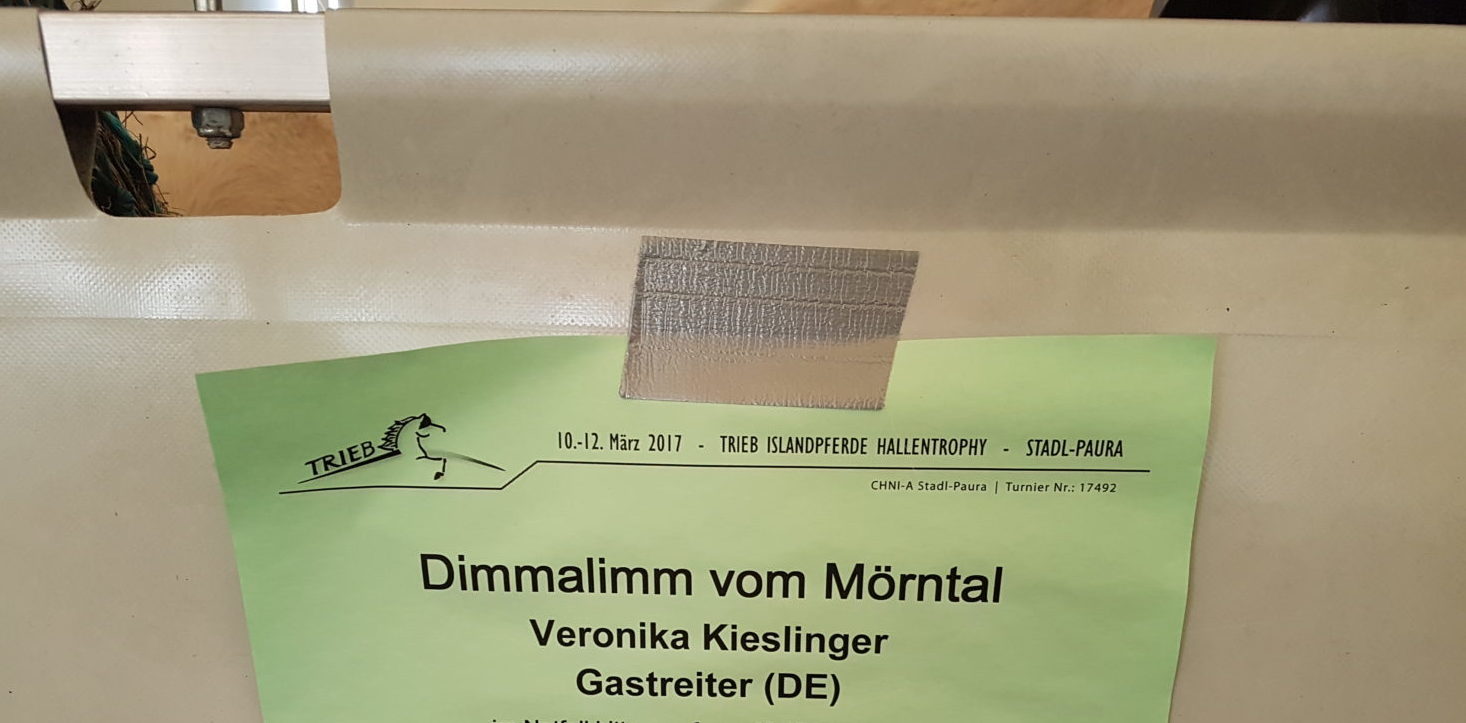 TRIEB
10.-12. März 2017 - TRIEB ISLANDPFERDE HALLENTROPHY - STADL-PAURA
CHNI-A Stadl-Paura | Turnier Nr.: 17492
Dimmalimm vom Mörntal
Veronika Kieslinger
Gastreiter (DE)